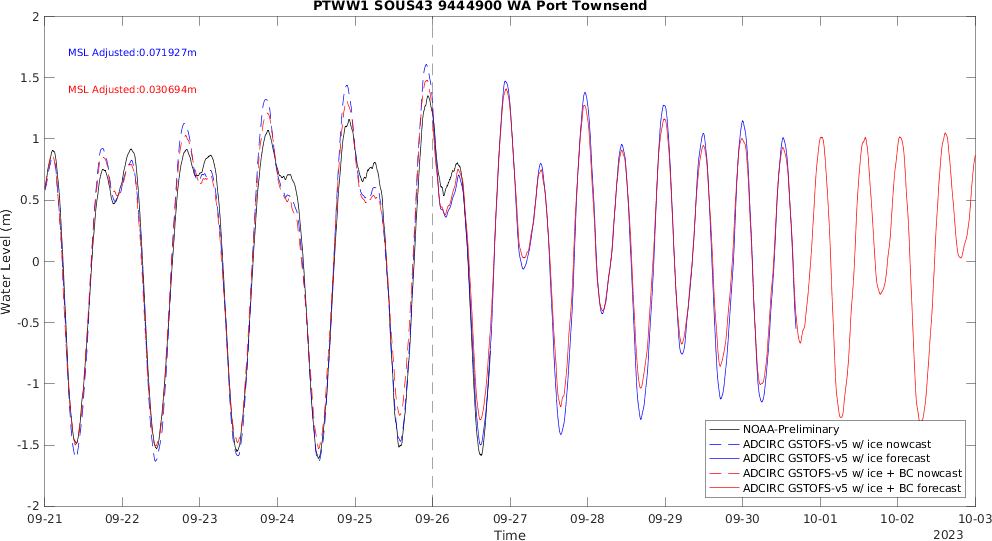 PTWW1 SOUS43 9444900 WA Port Townsend
2
1.5
1
0.5
0
-0.5
-1
-1.5
-2
Water Level (m)
MSL Adjusted:0.071927m
MSL Adjusted:0.030694m
NOAA-Preliminary
ADCIRC GSTOFS-v5 w/ ice nowcast
ADCIRC GSTOFS-v5 w/ ice forecast
ADCIRC GSTOFS-v5 w/ ice + BC nowcast
ADCIRC GSTOFS-v5 w/ ice + BC forecast
09-21 09-22 09-23 09-24 09-25 09-26 09-27 09-28 09-29 09-30 10-01 10-02 10-03
Time
2023